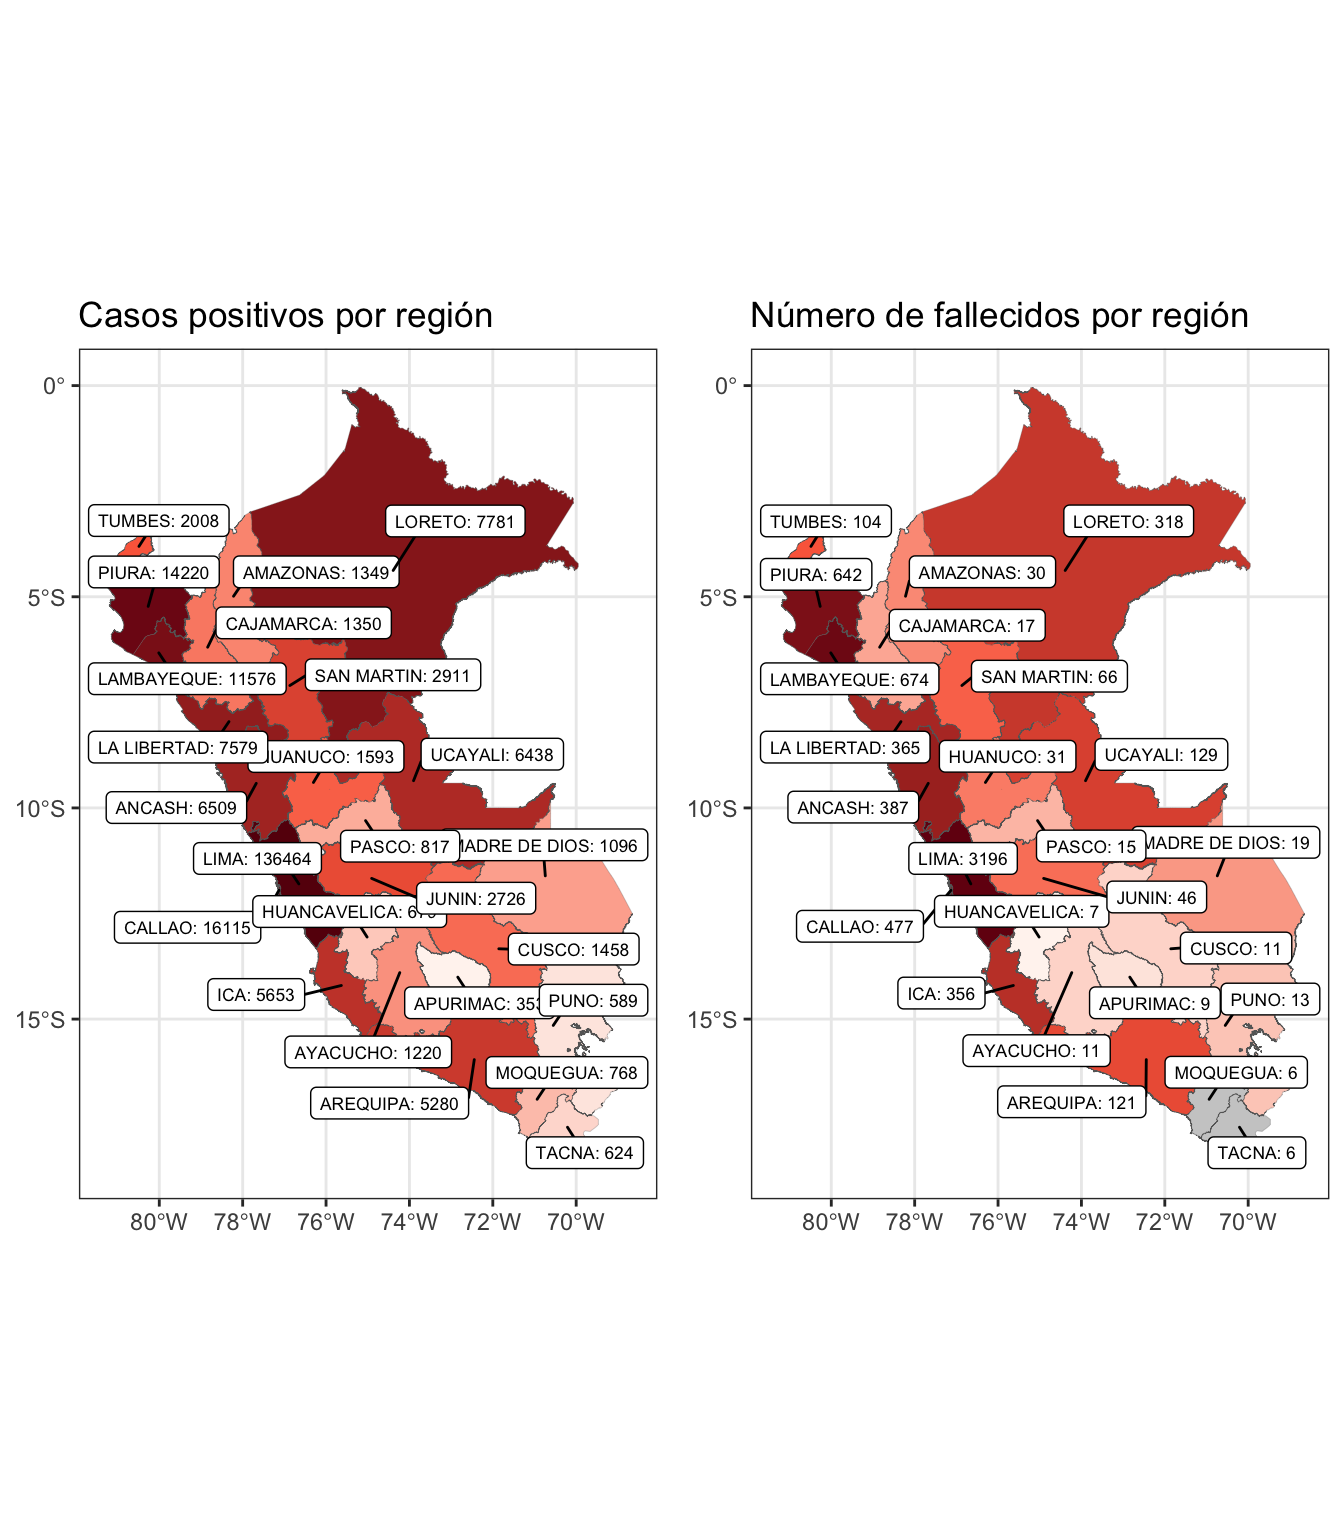 Casos positivos por región
0°
5°S
10°S
15°S
TUMBES: 2008
LORETO: 7781
PIURA: 14220
AMAZONAS: 1349
CAJAMARCA: 1350
LAMBAYEQUE: 11576
SAN MARTIN: 2911
LA LIBERTAD: 7579
UANUCO: 1593
UCAYALI: 6438
ANCASH: 6509
LIMA: 136464
PASCO: 817
MADRE DE DIOS: 1096
JUNIN: 2726
HUANCAVELICA:
CALLAO: 16115
CUSCO: 1458
ICA: 5653
APURIMAC: 353
PUNO: 589
AYACUCHO: 1220
MOQUEGUA: 768
AREQUIPA: 5280
TACNA: 624
80°W 78°W 76°W 74°W 72°W 70°W
Número de fallecidos por región
0°
5°S
10°S
15°S
TUMBES: 104
LORETO: 318
PIURA: 642
AMAZONAS: 30
CAJAMARCA: 17
LAMBAYEQUE: 674
SAN MARTIN: 66
LA LIBERTAD: 365
HUANUCO: 31
UCAYALI: 129
ANCASH: 387
LIMA: 3196
PASCO: 15
MADRE DE DIOS: 19
JUNIN: 46
HUANCAVELICA: 7
CALLAO: 477
CUSCO: 11
ICA: 356
APURIMAC: 9
PUNO: 13
AYACUCHO: 11
MOQUEGUA: 6
AREQUIPA: 121
TACNA: 6
80°W 78°W 76°W 74°W 72°W 70°W